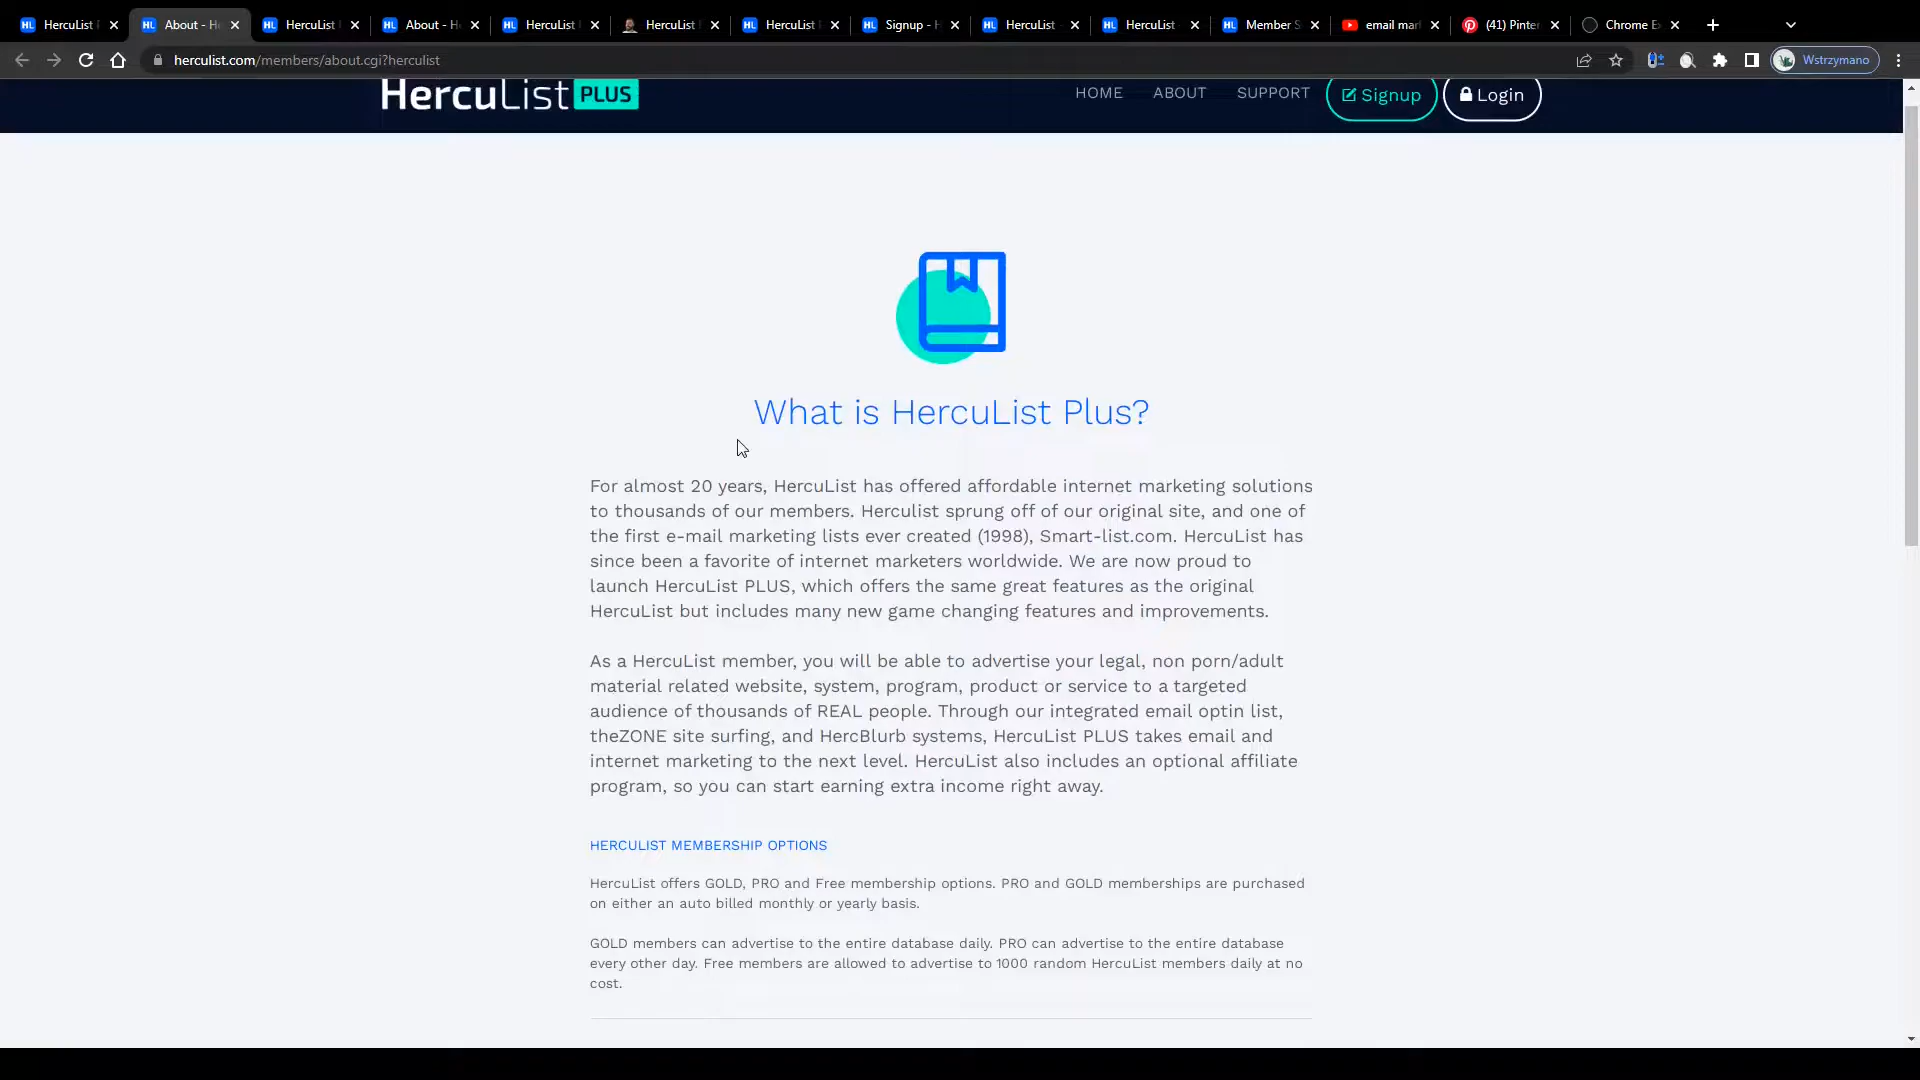 HercuList
About - H
HercuList
About - H
HercuList
HercuList
HercuList
Signup - H
HercuList
HercuList
Member S
email mar
(41) Pinte
Chrome E
herculist.com/members/about.cgi?herculist
Wstrzymano
HercuList PLUS
HOME ABOUT SUPPORT Signup Login
What is HercuList Plus?
For almost 20 years, HercuList has offered affordable internet marketing solutions
to thousands of our members. Herculist sprung off of our original site, and one of
the first e-mail marketing lists ever created (1998), Smart-list.com. HercuList has
since been a favorite of internet marketers worldwide. We are now proud to
launch HercuList PLUS, which offers the same great features as the original
HercuList but includes many new game changing features and improvements.
As a HercuList member, you will be able to advertise your legal, non porn/adult
material related website, system, program, product or service to a targeted
audience of thousands of REAL people. Through our integrated email optin list,
theZONE site surfing, and HercBlurb systems, HercuList PLUS takes email and
internet marketing to the next level. HercuList also includes an optional affiliate
program, so you can start earning extra income right away.
HERCULIST MEMBERSHIP OPTIONS
HercuList offers GOLD, PRO and Free membership options. PRO and GOLD memberships are purchased
on either an auto billed monthly or yearly basis.
GOLD members can advertise to the entire database daily. PRO can advertise to the entire database
every other day. Free members are allowed to advertise to 1000 random HercuList members daily at no
cost.